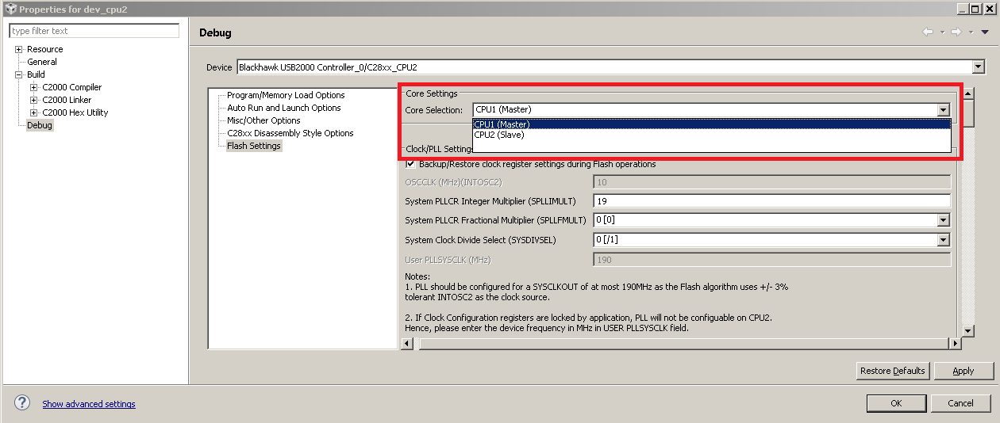 Properties for dev_cpu2
type filter text
Resource
General
Build
C2000 Compiler
C2000 Linker
C2000 Hex Utility
Debug
Debug
Device Blackhawk USB2000 Controller_0/C28xx_CPU2
Program/Memory Load Options
Auto Run and Launch Options
Misc/Other Options
C28xx Disassembly Style Options
Flash Settings
Core Settings
Core Selection: CPU1 (Master)
CPU1 (Master)
CPU2 (Slave)
Clock/PLL Settings
Backup/Restore clock register settings during Flash operations
OSCCLK (MHz)(INTOSC2) 10
System PLLCR Integer Multiplier (SPLLIMULT) 19
System PLLCR Fractional Multiplier (SPLLFMULT) 0 [0]
System Clock Divide Select (SYSDIVSEL) 0 [/1]
User PLLSYSCLK (MHz) 190
Notes:
1. PLL should be configured for a SYSCLKOUT of at most 190MHz as the Flash algorithm uses +/- 3%
tolerant INTOSC2 as the clock source.
2. If Clock Configuration registers are locked by application, PLL will not be configuable on CPU2.
Hence, please enter the device frequency in MHz in USER PLLSYSCLK field.
Restore Defaults Apply
? Show advanced settings OK Cancel